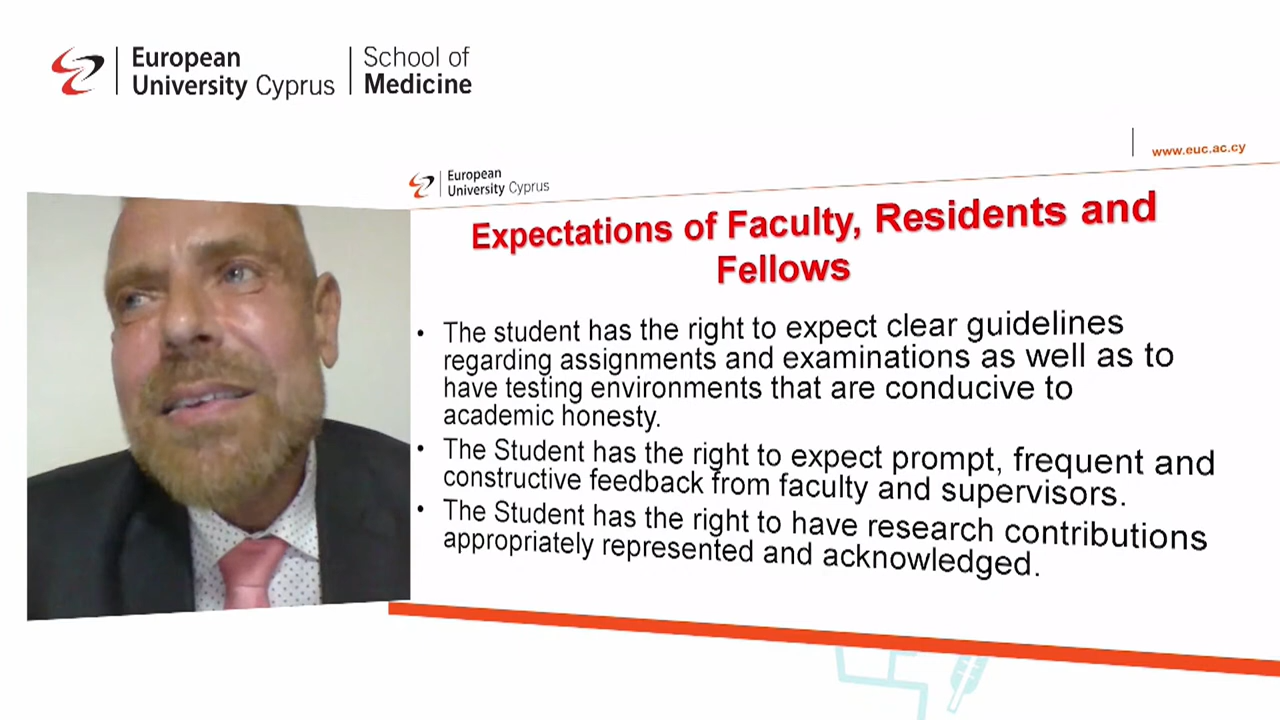 European
University Cyprus
School of
Medicine
www.euc.ac.cy
European
University Cyprus
Expectations of Faculty, Residents and
Fellows
• The student has the right to expect clear guidelines
regarding assignments and examinations as well as to
have testing environments that are conducive to
academic honesty.
• The Student has the right to expect prompt, frequent and
constructive feedback from faculty and supervisors.
• The Student has the right to have research contributions
appropriately represented and acknowledged.